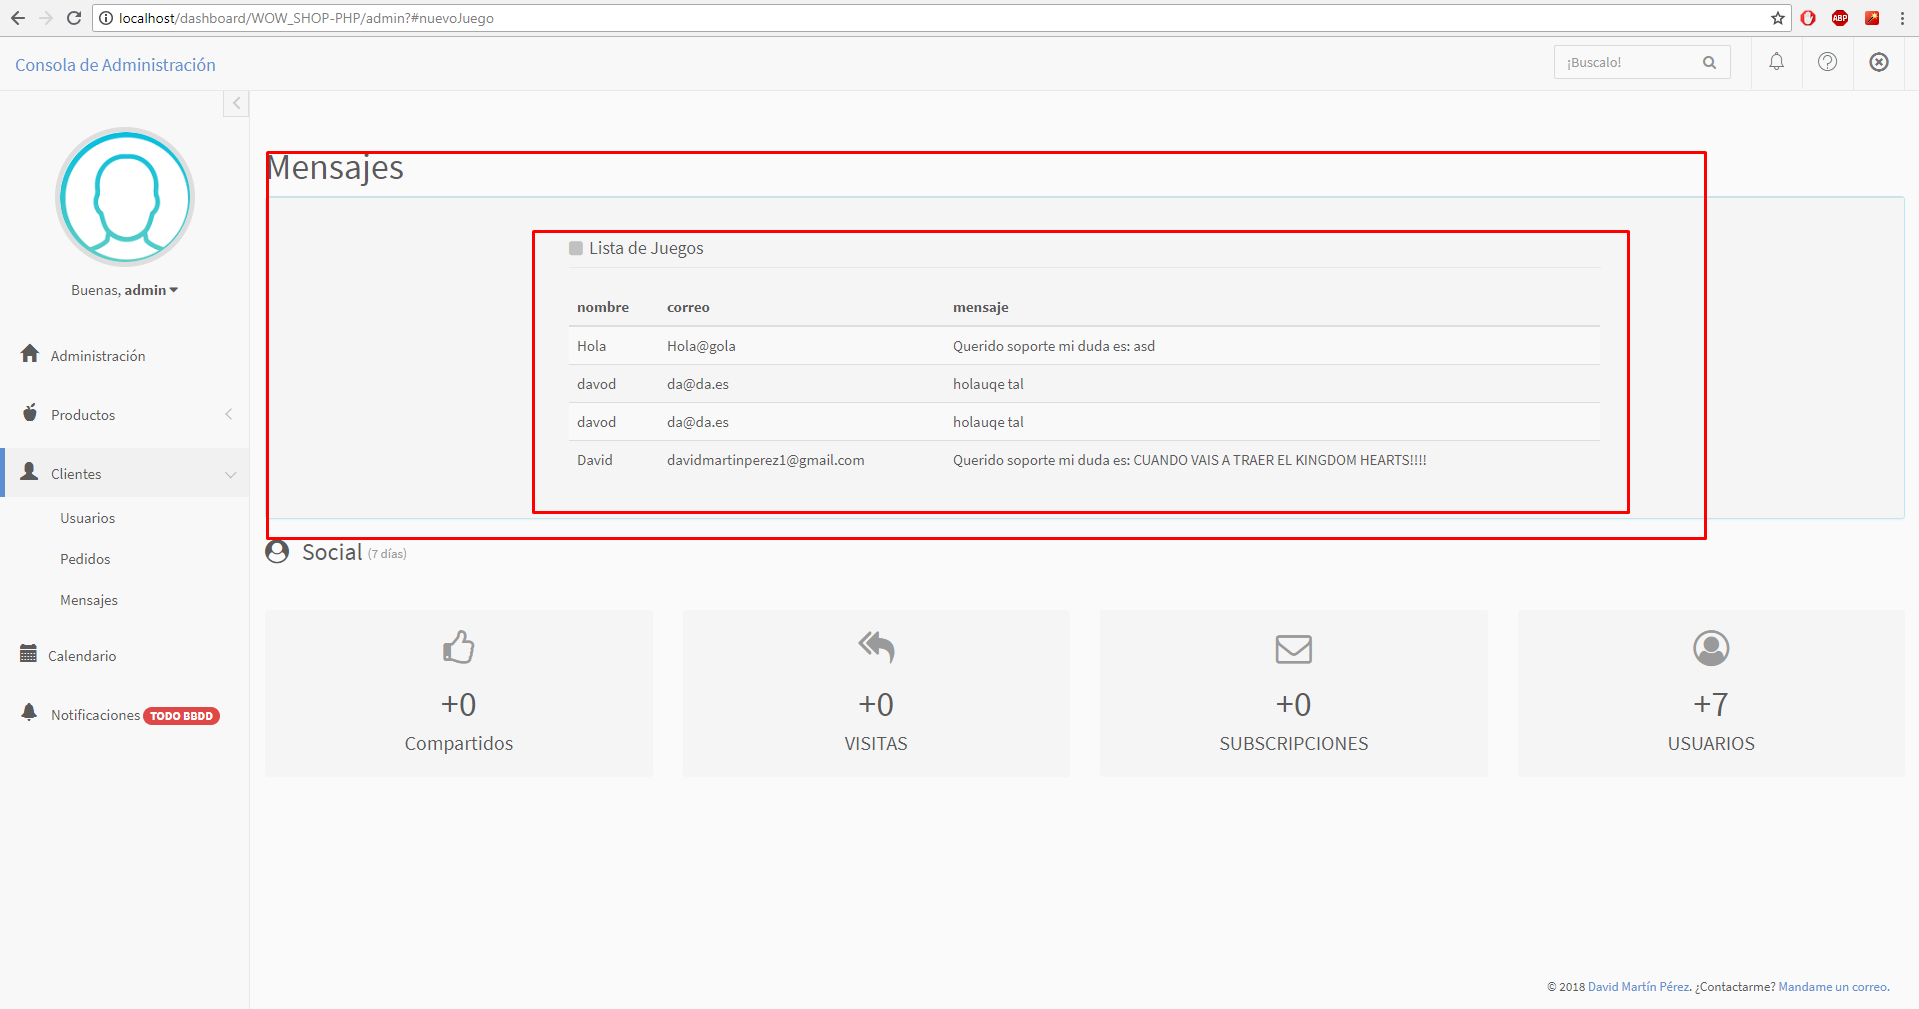 localhost/dashboard/WOW_SHOP-PHP/admin?#nuevoJuego
ABP
Consola de Administración
¡Buscalo!
Buenas, admin
Administración
Productos
Clientes
Usuarios
Pedidos
Mensajes
Calendario
Notificaciones TODO BBDD
Mensajes
Lista de Juegos
nombre correo mensaje
Hola Hola@gola Querido soporte mi duda es: asd
davod da@da.es holauqe tal
davod da@da.es holauqe tal
David davidmartinperez1@gmail.com Querido soporte mi duda es: CUANDO VAIS A TRAER EL KINGDOM HEARTS!!!!
Social (7 días)
+0
Compartidos
+0
VISITAS
+0
SUBSCRIPCIONES
+7
USUARIOS
© 2018 David Martín Pérez. ¿Contactarme? Mandame un correo.